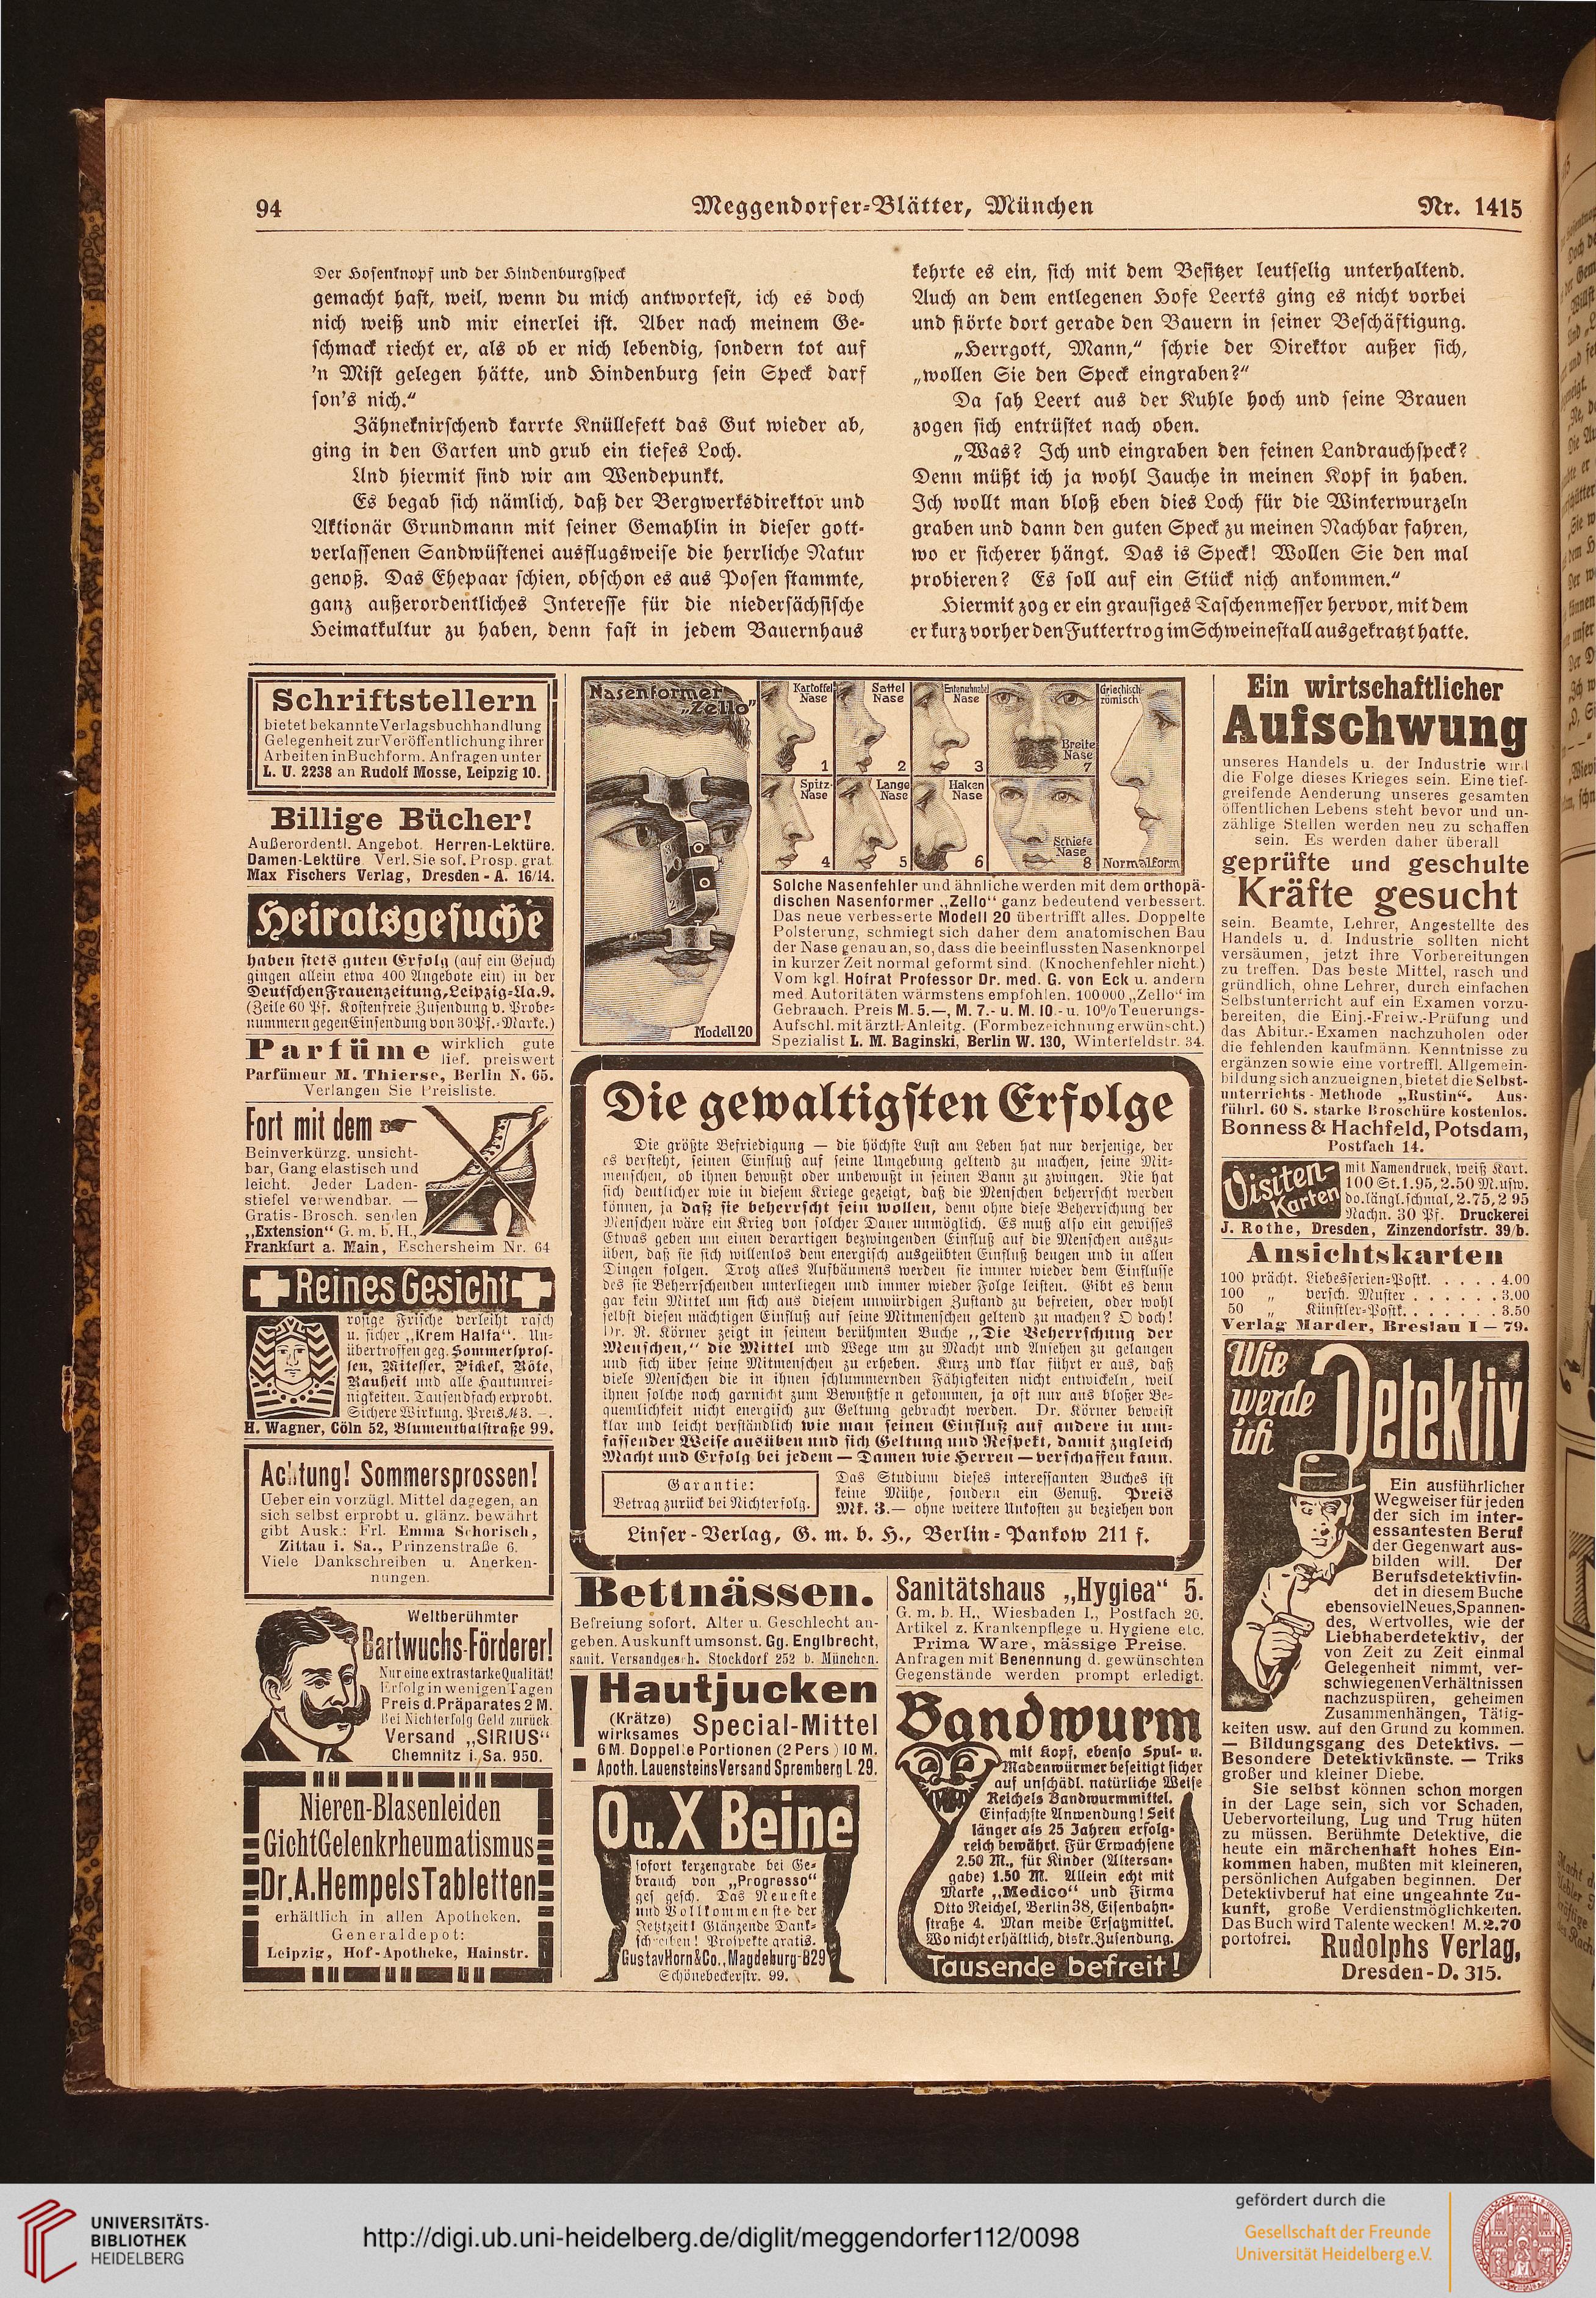 94
Meggendorfer-Blätter, München
Nr. 1415
Der Hosenknopf und der Hindenburgspeck
gemacht hast, weil, wenn du mich antwortest, ich es doch
nich weiß und mir einerlei ist. Aber nach meinem Ge-
schmack riecht er, als ob er nich lebendig, sondern tot auf
'n Mist gelegen hätte, und Hindenburg sein Speck darf
son's nich.“
Zähneknirschend karrte Knüllefett das Gut wieder ab,
ging in den Garten und grub ein tiefes Loch.
Und hiermit sind wir am Wendepunkt.
Es begab sich nämlich, daß der Bergwerksdirektor und
Aktionär Grundmann mit seiner Gemahlin in dieser gott-
verlassenen Sandwüstenei ausflugsweise die herrliche Natur
genoß. Das Ehepaar schien, obschon es aus Posen stammte,
ganz außerordentliches Interesse für die niedersächsische
Heimatkultur zu haben, denn fast in jedem Bauernhaus
kehrte es ein, sich mit dem Besitzer leutselig unterhaltend.
Auch an dem entlegenen Hofe Leerts ging es nicht vorbei
und störte dort gerade den Bauern in seiner Beschäftigung.
„Herrgott, Mann,“ schrie der Direktor außer sich,
„wollen Sie den Speck eingraben?“
Da sah Leert aus der Kuhle hoch und seine Brauen
zogen sich entrüstet nach oben.
„Was? Ich und eingraben den feinen Landrauchspeck?
Denn müßt ich ja wohl Jauche in meinen Kopf in haben.
Ich wollt man bloß eben dies Loch für die Winterwurzeln
graben und dann den guten Speck zu meinen Nachbar fahren,
wo er sicherer hängt. Das is Speck! Wollen Sie den mal
probieren? Es soll auf ein Stück nich ankommen.“
Hiermit zog er ein grausiges Taschenmesser hervor, mit dem
er kurz vorher den Futtertrog im Schweinestall ausgekratzt hatte.
Schriftstellern
bietet bekannte Verlagsbuchhandlung
Gelegenheit zur Veröffentlichung ihrer
Arbeiten in Buchform. Anfragen unter
L. U. 2238 an Rudolf Mosse, Leipzig 10.
Billige Bücher!
Außerordentl. Angebot. Herren-Lektüre.
Damen-Lektüre Verl. Sie sof. Prosp. grat.
Max Fischers Verlag, Dresden-A. 16/14.
Heiratsgesuche
haben stets guten Erfolg (auf ein Gesuch
gingen allein etwa 400 Angebote ein) in der
Deutschen Frauenzeitung, Leipzig-Ua. 9.
(Zeile 60 Pf. Kostenfreie Zusendung v. Probe-
nummern gegen Einsendung von 30 Pf.-Marke.)
Parfüme wirklich gute
lief. preiswert
Parfümeur M. Thierse, Berlin N. 65.
Verlangen Sie Preisliste.
Fort mit dem
Beinverkürzg. unsicht-
bar, Gang elastisch und
leicht. Jeder Laden-
stiefel verwendbar. —
Gratis-Brosch. senden
„Extension“ G. m. b. H.,
Frankfurt a. Main, Eschersheim Nr. 64
Reines Gesicht
rosige Frische verleiht rasch
u. sicher „Krem Halfa“. Un-
übertroffen geg. Sommerspros-
sen, Mitesser, Pickel, Röte,
Rauheit und alle Hautunrei-
nigkeiten. Tausendfach erprobt.
Sichere Wirkung. Preis M 3. —.
H. Wagner, Cöln 52, Blumenthalstraße 99.
Achtung! Sommersprossen!
Ueber ein vorzügl. Mittel dagegen, an
sich selbst erprobt u. glänz. bewährt
gibt Ausk.: Frl. Emma Schorisch,
Zittau i. Sa., Prinzenstraße 6.
Viele Dankschreiben u. Anerken-
nungen.
Weltberühmter
Bartwuchs-Förderer!
Nur eine extrastarke Qualität!
Erfolg in wenigen Tagen
Preis d. Präparates 2 M.
Bei Nichterfolg Geld zurück
Versand „SIRIUS“
Chemnitz i. Sa. 950.
Nieren-Blasenleiden
Gicht Gelenkrheumatismus
Dr. A. Hempels Tabletten
erhältlich in allen Apotheken.
Generaldepot:
Leipzig, Hof-Apotheke, Hainstr.
Nasenformer
„Zello“
Modell 20
Kartoffel
Nase
1
Sattel
Nase
2
Entenschnabel
Nase
3
Breite
Nase
7
Griechisch-
römisch
Spitz-
Nase
4
Lange
Nase
5
Haken
Nase
6
Schiefe
Nase
8
Normalform
Solche Nasenfehler und ähnliche werden mit dem orthopä-
dischen Nasenformer „Zello“ ganz bedeutend verbessert.
Das neue verbesserte Modell 20 übertrifft alles. Doppelte
Polsterung, schmiegt sich daher dem anatomischen Bau
der Nase genau an, so, dass die beeinflussten Nasenknorpel
in kurzer Zeit normal geformt sind. (Knochenfehler nicht.)
Vom kgl. Hofrat Professor Dr. med. G. von Eck u. andern
med. Autoritäten wärmstens empfohlen. 100000 „Zello“ im
Gebrauch. Preis M. 5.—, M. 7.- u. M. 10.- u. 10% Teuerungs-
Aufschl. mit ärztl. Anleitg. (Formbezeichnung erwünscht.)
Spezialist L. M. Baginski, Berlin W. 130, Winterfeldstr. 34.
Die gewaltigsten Erfolge
Die größte Befriedigung — die höchste Lust am Leben hat nur derjenige, der
es versteht, seinen Einfluß auf seine Umgebung geltend zu machen, seine Mit-
menschen, ob ihnen bewußt oder unbewußt in seinen Bann zu zwingen. Nie hat
sich deutlicher wie in diesem Kriege gezeigt, daß die Menschen beherrscht werden
können, ja daß sie beherrscht sein wollen, denn ohne diese Beherrschung der
Menschen wäre ein Krieg von solcher Dauer unmöglich. Es muß also ein gewisses
Etwas geben um einen derartigen bezwingenden Einfluß auf die Menschen auszu-
üben, daß sie sich willenlos dem energisch ausgeübten Einfluß beugen und in allen
Dingen folgen. Trotz alles Aufbäumens werden sie immer wieder dem Einflusse
des sie Beherrschenden unterliegen und immer wieder Folge leisten. Gibt es denn
gar kein Mittel um sich aus diesem unwürdigen Zustand zu befreien, oder wohl
selbst diesen mächtigen Einfluß auf seine Mitmenschen geltend zu machen? O doch!
Dr. R. Körner zeigt in seinem berühmten Buche „Die Beherrschung der
Menschen,“ die Mittel und Wege um zu Macht und Ansehen zu gelangen
und sich über seine Mitmenschen zu erheben. Kurz und klar führt er aus, daß
viele Menschen die in ihnen schlummernden Fähigkeiten nicht entwickeln, weil
ihnen solche noch garnicht zum Bewußtsein gekommen, ja oft nur aus bloßer Be-
quemlichkeit nicht energisch zur Geltung gebracht werden. Dr. Körner beweist
klar und leicht verständlich wie man seinen Einfluß auf andere in um-
fassender Weise ausüben und sich Geltung und Respekt, damit zugleich
Macht und Erfolg bei jedem — Damen wie Herren — verschaffen kann.
Garantie:
Betrag zurück bei Nichterfolg.
Das Studium dieses interessanten Buches ist
keine Mühe, sondern ein Genuß. Preis
Mk. 3.— ohne weitere Unkosten zu beziehen von
Linser-Verlag, G. m. b. H., Berlin-Pankow 211 f.
Bettnässen.
Befreiung sofort. Alter u. Geschlecht an-
geben. Auskunft umsonst. Gg. Englbrecht,
sanit. Versandgesch. Stockdorf 252 b. München.
! Hautjucken
(Krätze)
wirksames Special-Mittel
6 M. Doppelte Portionen (2 Pers.) 10 M.
Apoth. Lauensteins Versand Spremberg L 29.
O u. X Beine
sofort kerzengrade bei Ge-
brauch von „Progresso“
ges. gesch. Das Neueste
und Vollkommenste der
Jetztzeit! Glänzende Dank-
schreiben! Prospekte gratis.
Gustav Horn & Co., Magdeburg-B29
Schönebeckerstr. 99.
Sanitätshaus „Hygiea“ 5.
G. m. b. H., Wiesbaden I., Postfach 26.
Artikel z. Krankenpflege u. Hygiene etc.
Prima Ware, mässige Preise.
Anfragen mit Benennung d. gewünschten
Gegenstände werden prompt erledigt.
Bandwurm
mit Kopf, ebenso Spul- u.
Madenwürmer beseitigt sicher
auf unschädl. natürliche Weise
Reichels Bandwurmmittel.
Einfachste Anwendung! Seit
länger als 25 Jahren erfolg-
reich bewährt. Für Erwachsene
2.50 M., für Kinder (Altersan-
gabe) 1.50 M. Allein echt mit
Marke „Medico“ und Firma
Otto Reichel, Berlin 38, Eisenbahn-
straße 4. Man meide Ersatzmittel.
Wo nicht erhältlich, diskr. Zusendung.
Tausende befreit!
Ein wirtschaftlicher
Aufschwung
unseres Handels u. der Industrie wird
die Folge dieses Krieges sein. Eine tief-
greifende Aenderung unseres gesamten
öffentlichen Lebens steht bevor und un-
zählige Stellen werden neu zu schaffen
sein. Es werden daher überall
geprüfte und geschulte
Kräfte gesucht
sein. Beamte, Lehrer, Angestellte des
Handels u. d. Industrie sollten nicht
versäumen, jetzt ihre Vorbereitungen
zu treffen. Das beste Mittel, rasch und
gründlich, ohne Lehrer, durch einfachen
Selbstunterricht auf ein Examen vorzu-
bereiten, die Einj.-Freiw.-Prüfung und
das Abitur.-Examen nachzuholen oder
die fehlenden kaufmänn. Kenntnisse zu
ergänzen sowie eine vortreffl. Allgemein-
bildung sich anzueignen, bietet die Selbst-
unterrichts-Methode „Rustin“. Aus-
führl. 60 S. starke Broschüre kostenlos.
Bonness & Hachfeld, Potsdam,
Postfach 14.
Visiten-
Karten
mit Namendruck, weiß Kart.
100 St. 1.95, 2.50 M. usw.
do. längl. schmal, 2.75, 2.95
Nachn. 30 Pf. Druckerei
J. Rothe, Dresden, Zinzendorfstr. 39/b.
Ansichtskarten
100 prächt. Liebesserien-Postk. . . . . 4.00
100 „ versch. Muster . . . . . . 3.00
50 „ Künstler-Postk. . . . . . . 3.50
Verlag Marder, Breslau I — 79.
Wie
werde
ich
Detektiv
Ein ausführlicher
Wegweiser für jeden
der sich im inter-
essantesten Beruf
der Gegenwart aus-
bilden will. Der
Berufsdetektiv fin-
det in diesem Buche
ebensoviel Neues, Spannen-
des, Wertvolles, wie der
Liebhaberdetektiv, der
von Zeit zu Zeit einmal
Gelegenheit nimmt, ver-
schwiegenen Verhältnissen
nachzuspüren, geheimen
Zusammenhängen, Tätig-
keiten usw. auf den Grund zu kommen.
— Bildungsgang des Detektivs. —
Besondere Detektivkünste. — Triks
großer und kleiner Diebe.
Sie selbst können schon morgen
in der Lage sein, sich vor Schaden,
Uebervorteilung, Lug und Trug hüten
zu müssen. Berühmte Detektive, die
heute ein märchenhaft hohes Ein-
kommen haben, mußten mit kleineren,
persönlichen Aufgaben beginnen. Der
Detektivberuf hat eine ungeahnte Zu-
kunft, große Verdienstmöglichkeiten.
Das Buch wird Talente wecken! M. 2.70
portofrei.
Rudolphs Verlag,
Dresden-D. 315.
UNIVERSITÄTS-
BIBLIOTHEK
HEIDELBERG
http://digi.ub.uni-heidelberg.de/diglit/meggendorfer112/0098
gefördert durch die
Gesellschaft der Freunde
Universität Heidelberg e.V.